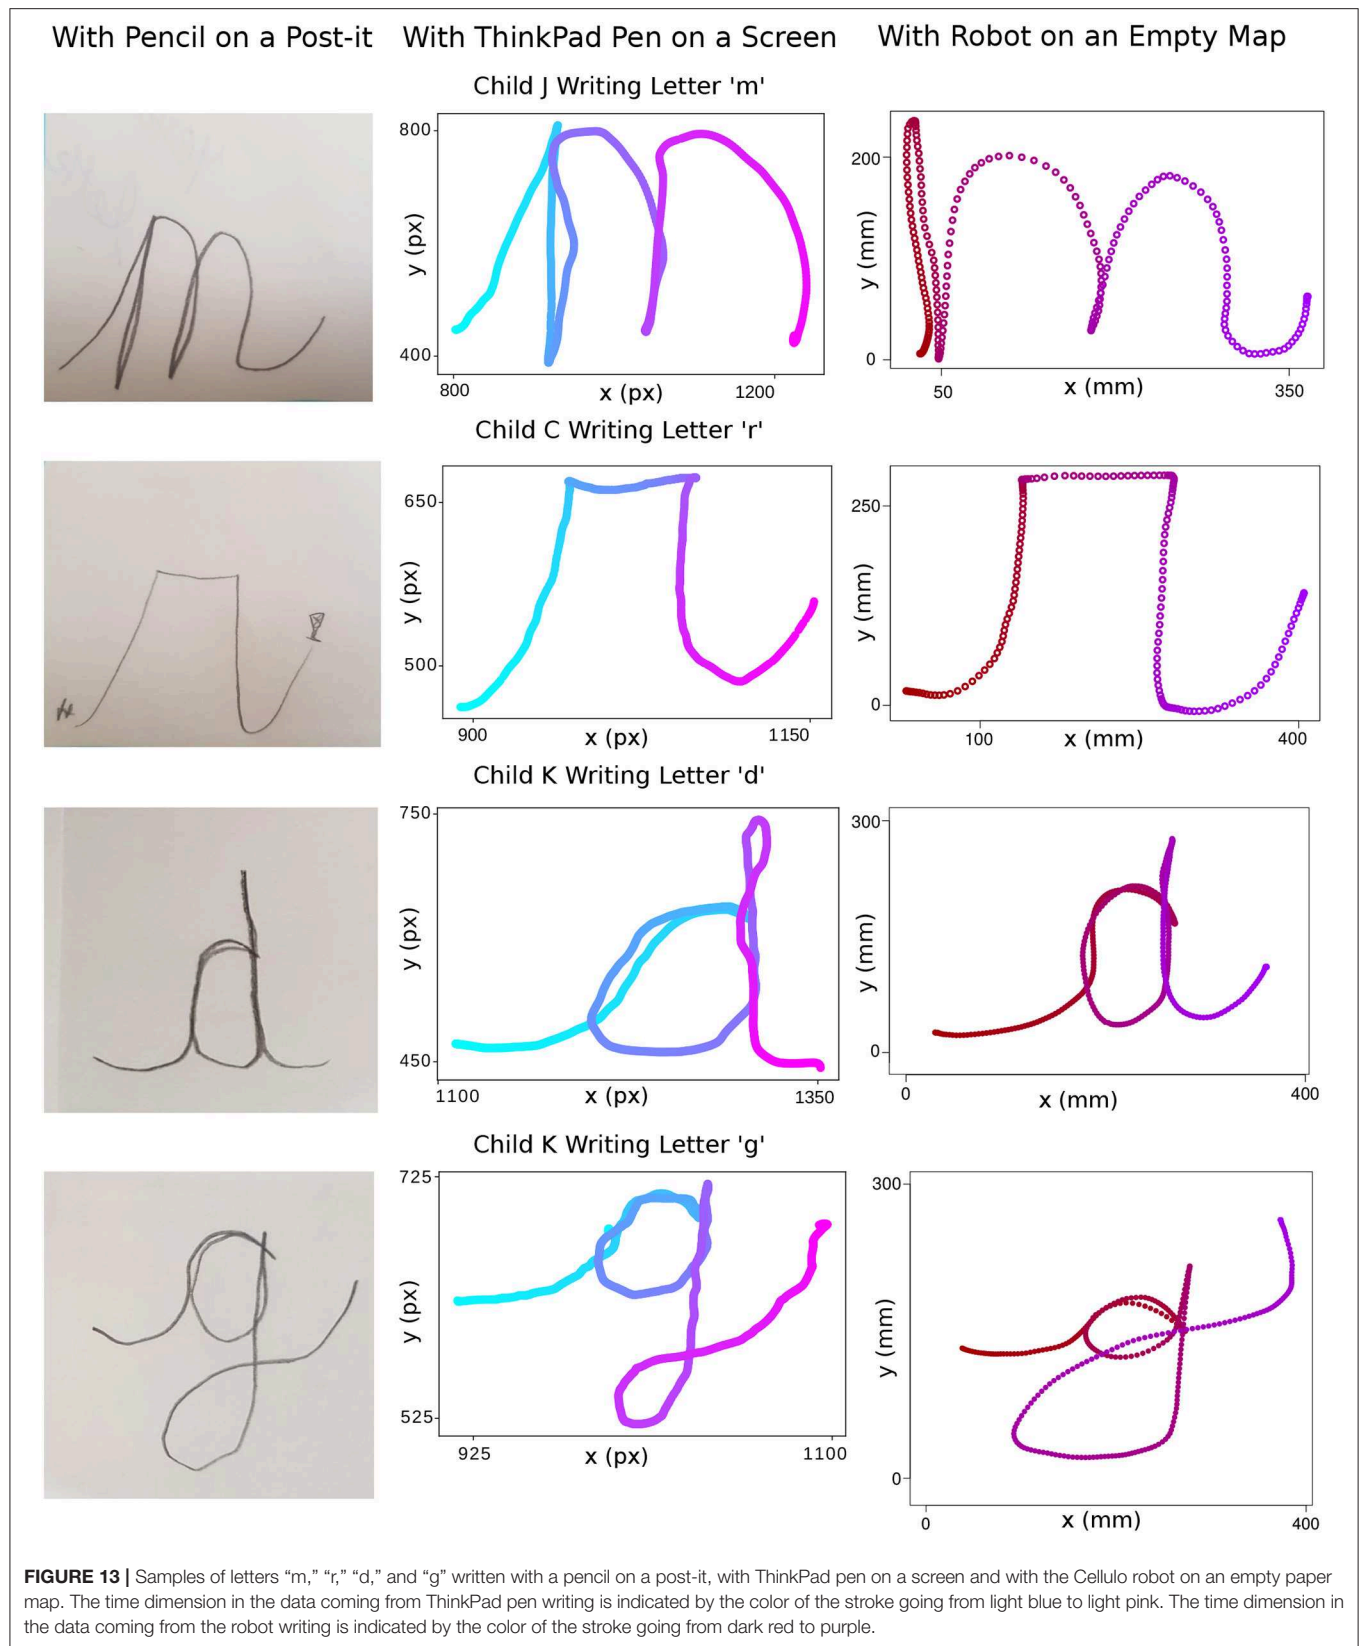 With Pencil on a Post-it
With ThinkPad Pen on a Screen
With Robot on an Empty Map
Child J Writing Letter 'm'
m
800
400
y (px)
800
x (px)
1200
200
0
y (mm)
50
x (mm)
350
Child C Writing Letter 'r'
r
650
500
y (px)
900
x (px)
1150
250
0
y (mm)
100
x (mm)
400
Child K Writing Letter 'd'
d
750
450
y (px)
1100
x (px)
1350
300
0
y (mm)
0
x (mm)
400
Child K Writing Letter 'g'
g
725
525
y (px)
925
x (px)
1100
300
0
y (mm)
0
x (mm)
400
FIGURE 13 | Samples of letters “m,” “r,” “d,” and “g” written with a pencil on a post-it, with ThinkPad pen on a screen and with the Cellulo robot on an empty paper
map. The time dimension in the data coming from ThinkPad pen writing is indicated by the color of the stroke going from light blue to light pink. The time dimension in
the data coming from the robot writing is indicated by the color of the stroke going from dark red to purple.